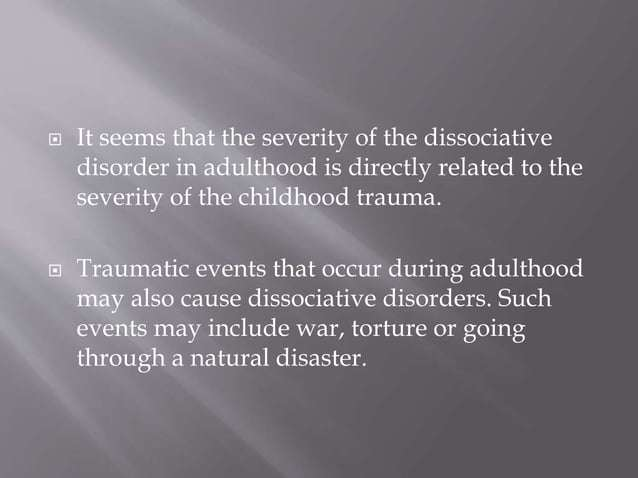 It seems that the severity of the dissociative
disorder in adulthood is directly related to the
severity of the childhood trauma.
Traumatic events that occur during adulthood
may also cause dissociative disorders. Such
events may include war, torture or going
through a natural disaster.